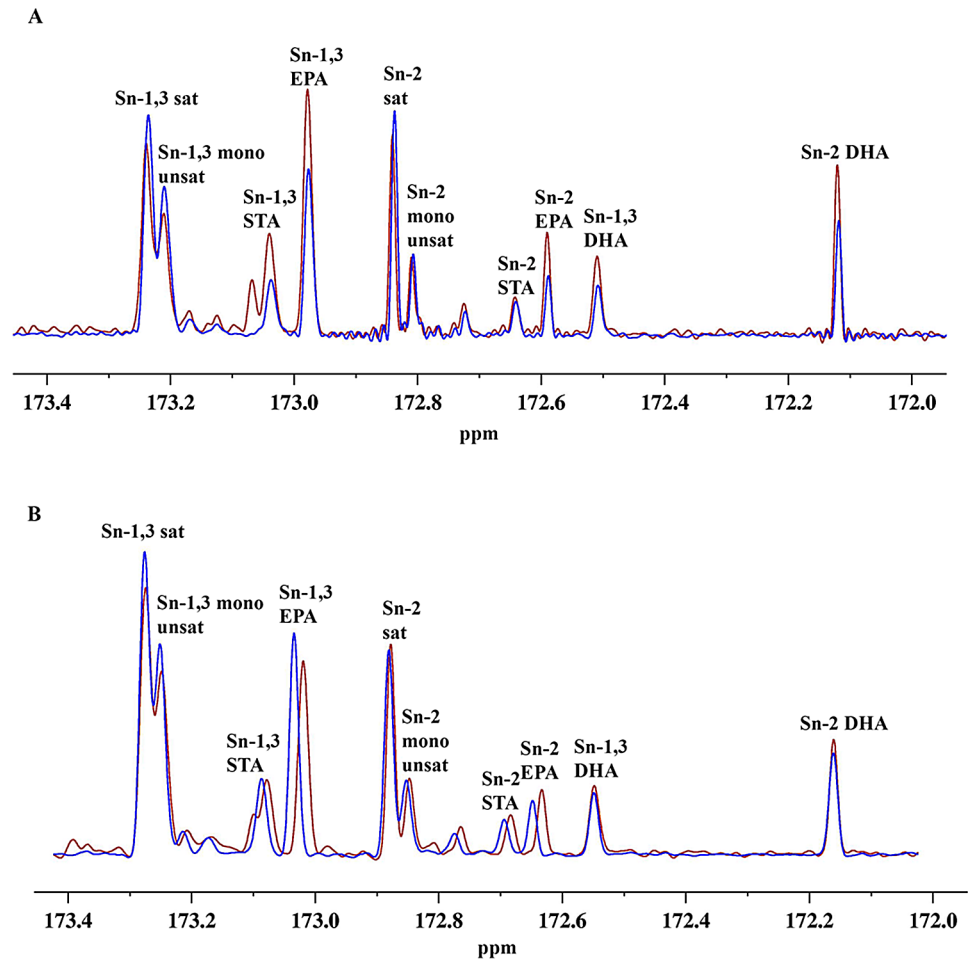 A
Sn-1,3 sat
Sn-1,3 mono
unsat
Sn-1,3
STA
Sn-1,3
EPA
Sn-2
sat
Sn-2
mono
unsat
Sn-2
STA
Sn-2
EPA
Sn-1,3
DHA
Sn-2 DHA
173.4 173.2 173.0 172.8 172.6 172.4 172.2 172.0
ppm
B
Sn-1,3 sat
Sn-1,3 mono
unsat
Sn-1,3
STA
Sn-1,3
EPA
Sn-2
sat
Sn-2
mono
unsat
Sn-2
STA
Sn-2
EPA
Sn-1,3
DHA
Sn-2 DHA
173.4 173.2 173.0 172.8 172.6 172.4 172.2 172.0
ppm